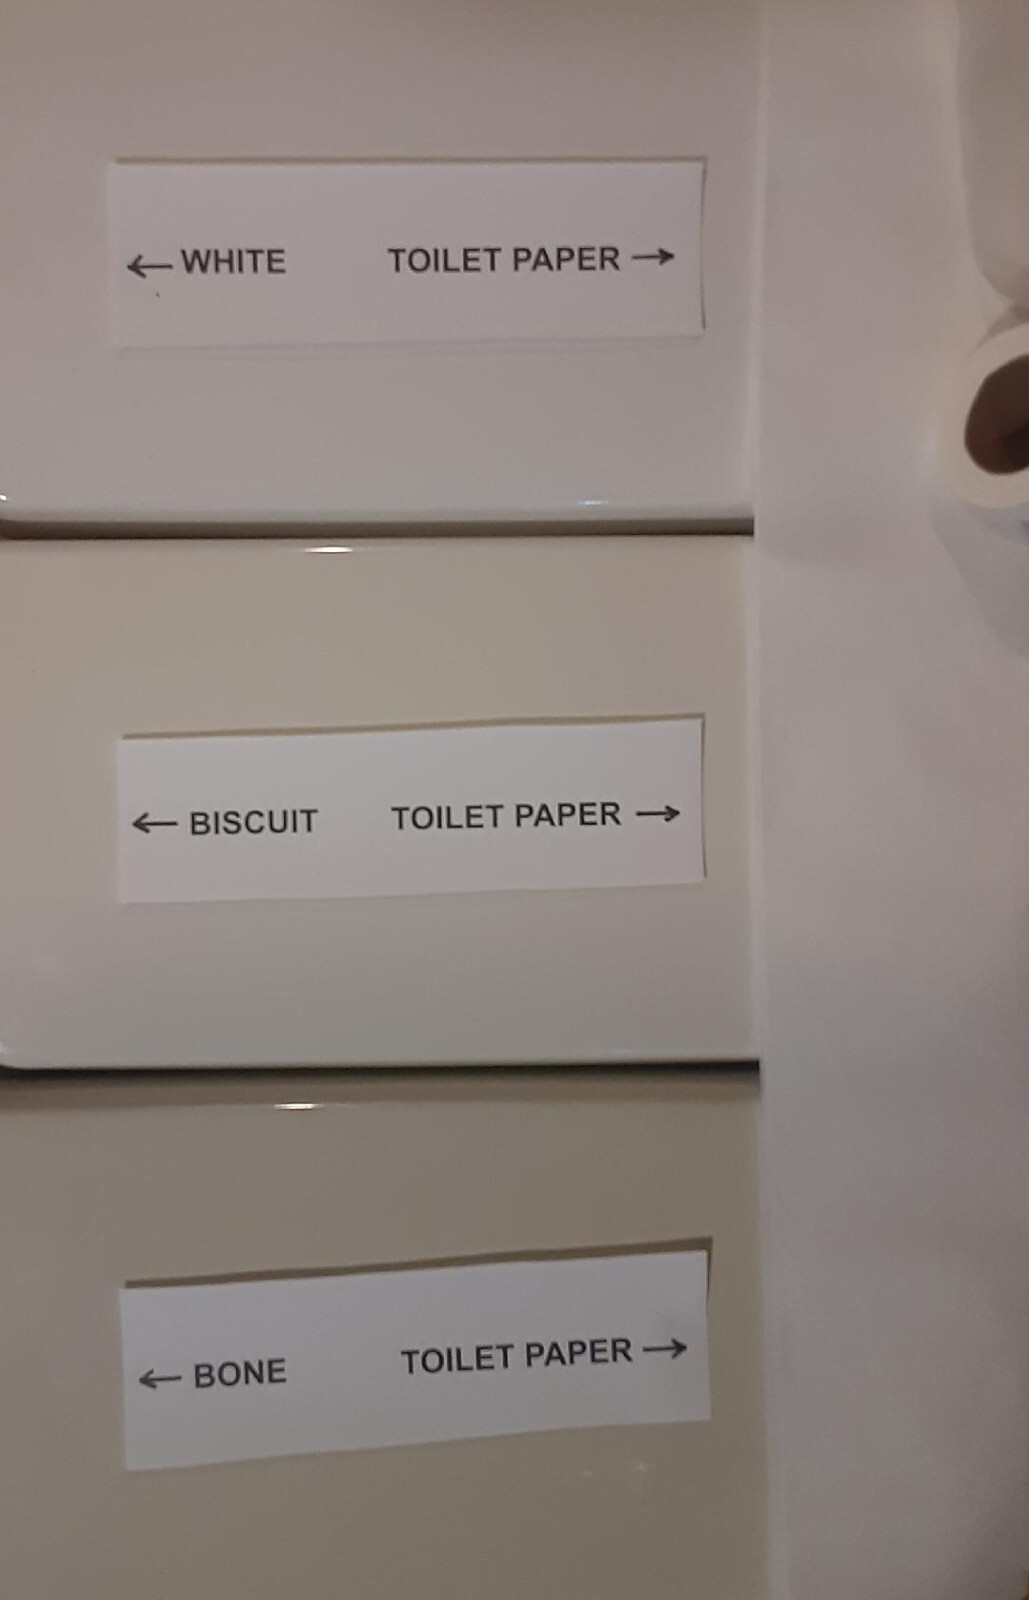 ← WHITE TOILET PAPER →
← BISCUIT TOILET PAPER →
← BONE TOILET PAPER →